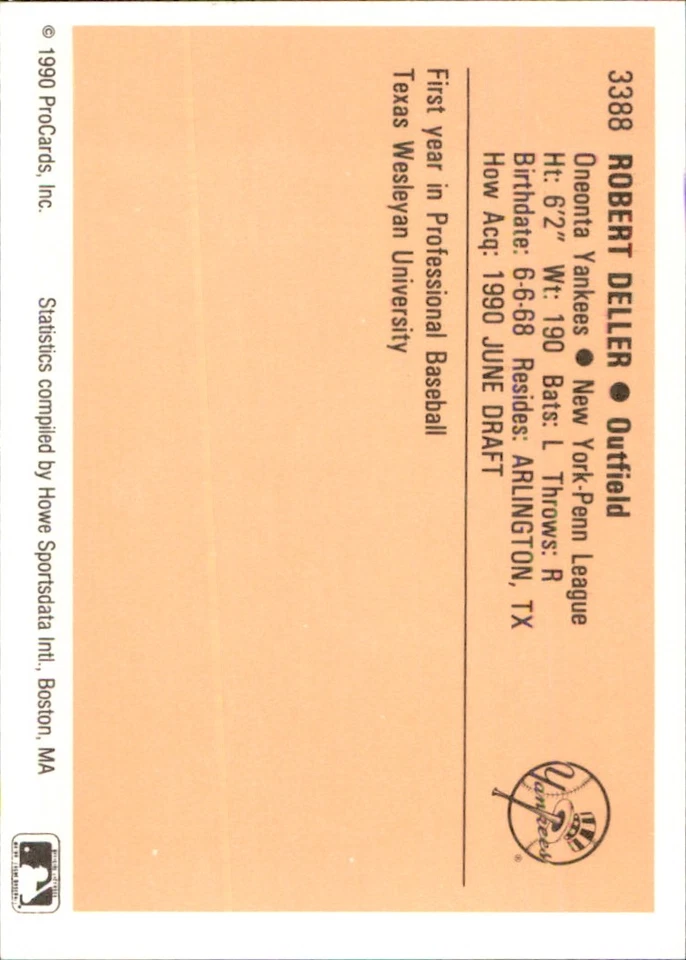 3388 ROBERT DELLER ● Outfield
Oneonta Yankees ● New York-Penn League
Ht: 6'2" Wt: 190 Bats: L Throws: R
Birthdate: 6-6-68 Resides: ARLINGTON, TX
How Acq: 1990 JUNE DRAFT
Yankees
®
First year in Professional Baseball
Texas Wesleyan University
© 1990 ProCards, Inc. Statistics compiled by Howe Sportsdata Intl., Boston, MA